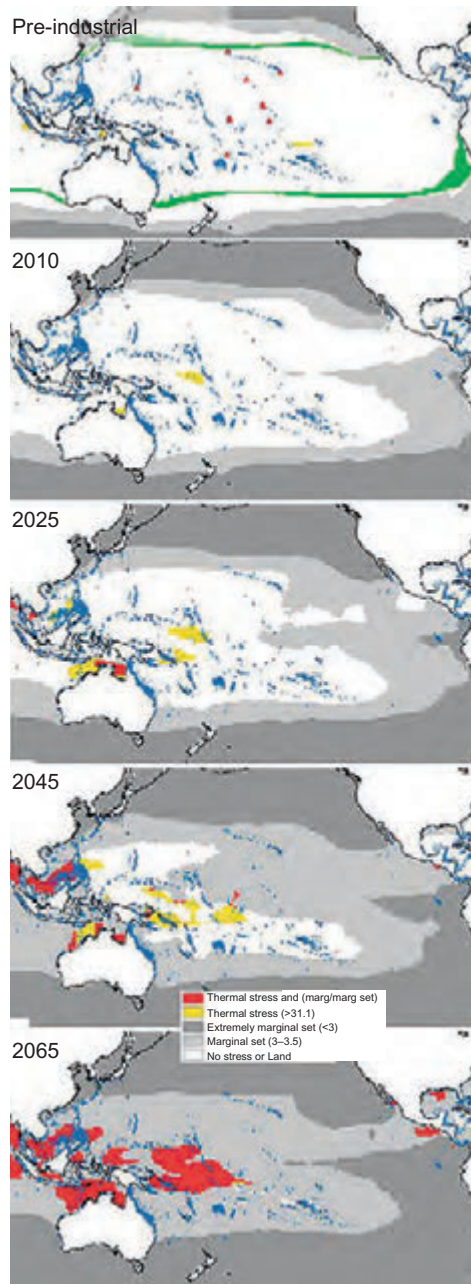 Pre-industrial
2010
2025
2045
Thermal stress and (marg/marg set)
Thermal stress (>31.1)
Extremely marginal set (<3)
Marginal set (3–3.5)
No stress or Land
2065